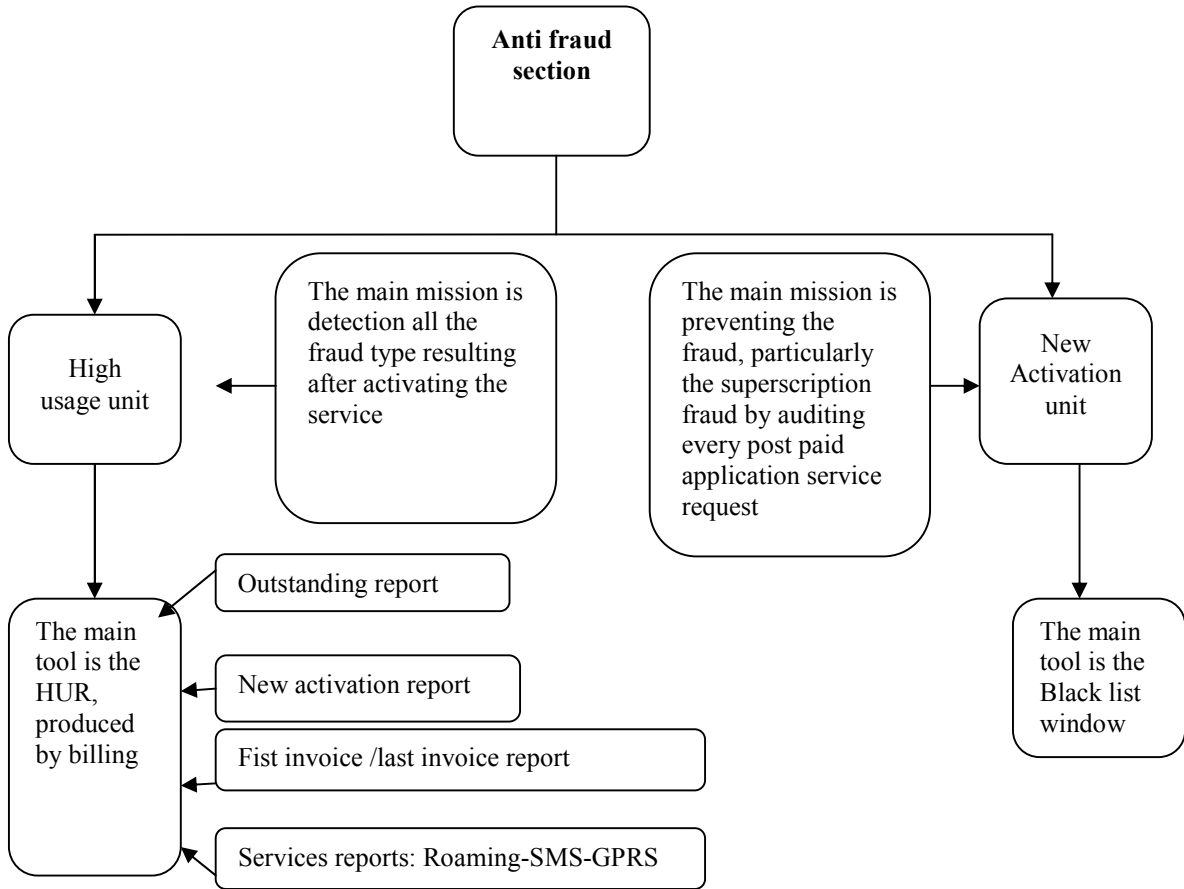 Anti fraud
section
The main mission is
detection all the
fraud type resulting
after activating the
service
The main mission is
preventing the
fraud, particularly
the superscription
fraud by auditing
every post paid
application service
request
High
usage unit
New
Activation
unit
Outstanding report
The main
tool is the
HUR,
produced
by billing
New activation report
Fist invoice /last invoice report
Services reports: Roaming-SMS-GPRS
The main
tool is the
Black list
window